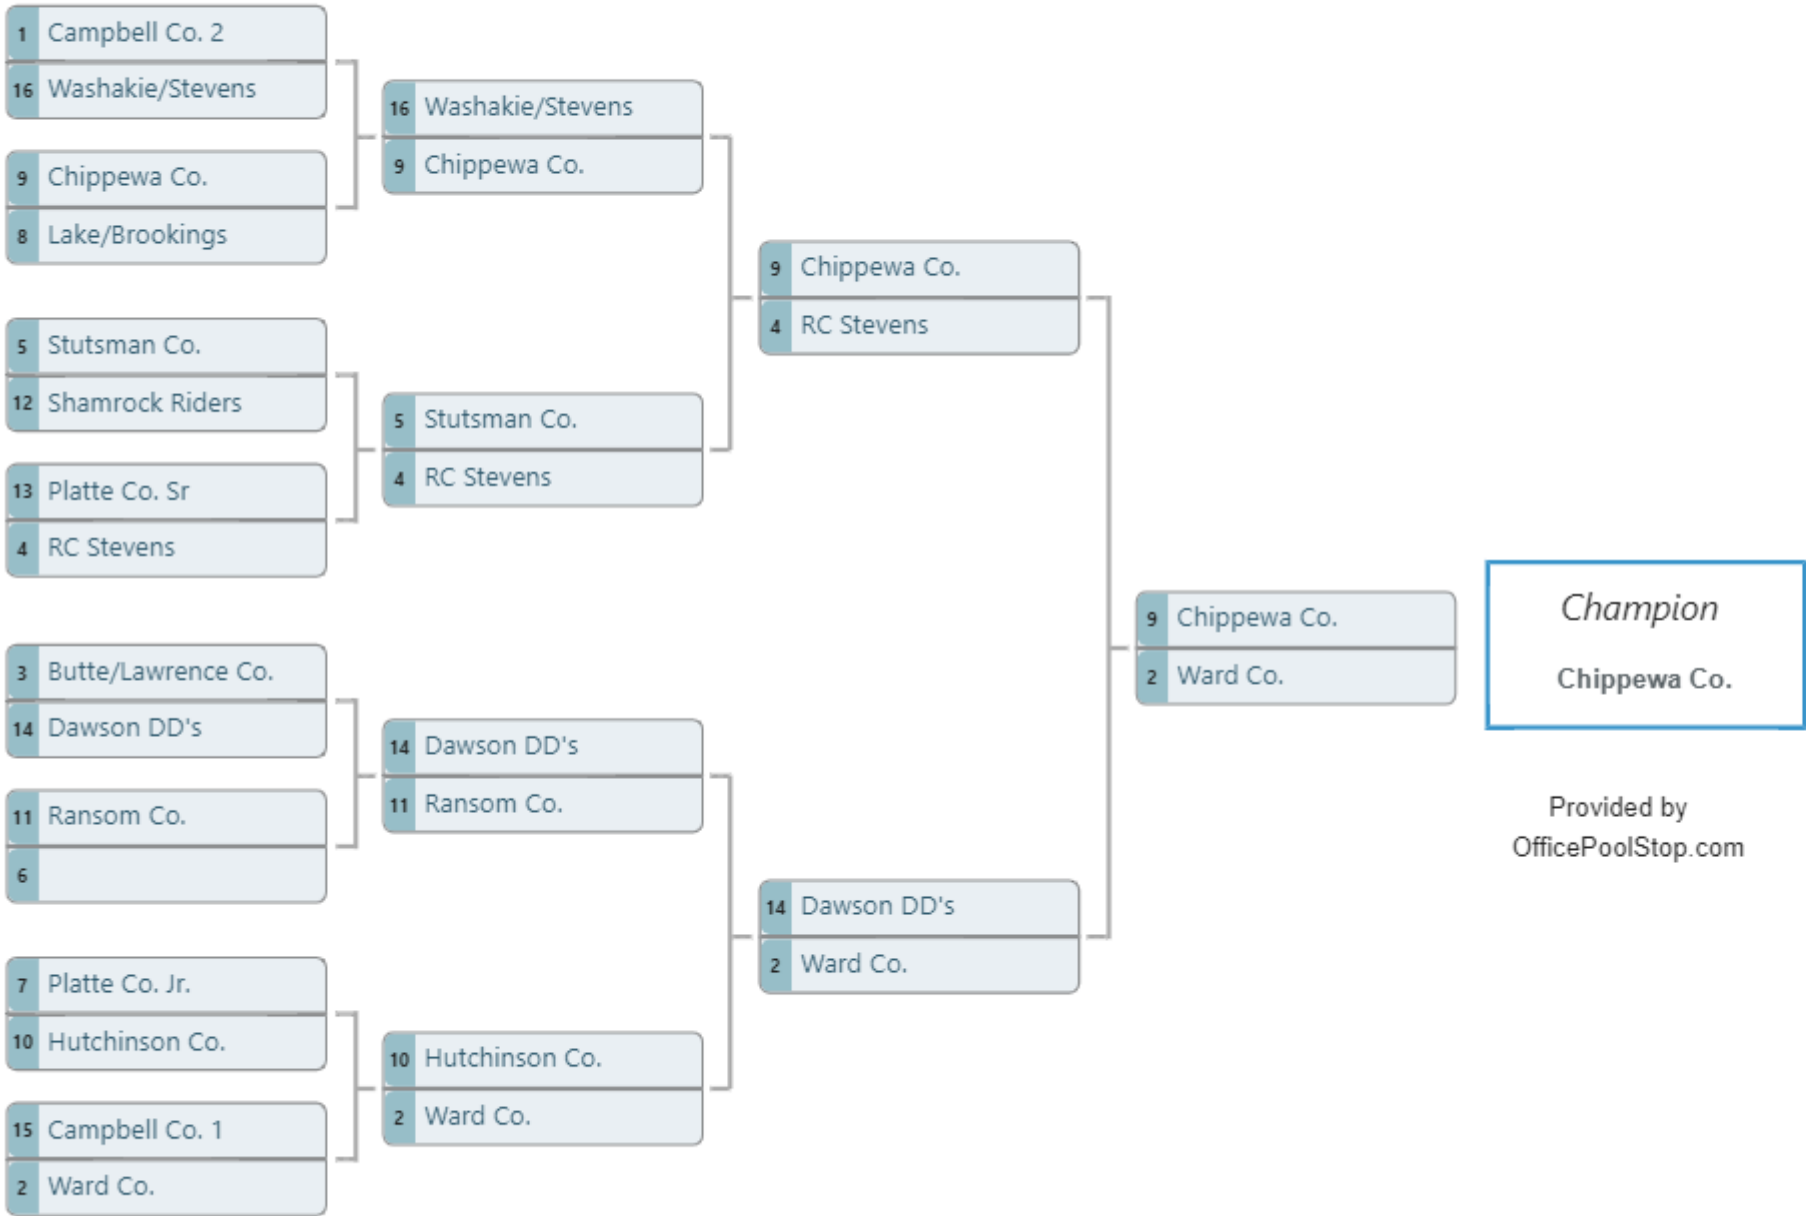 1 Campbell Co. 2
16 Washakie/Stevens
9 Chippewa Co.
8 Lake/Brookings
5 Stutsman Co.
12 Shamrock Riders
13 Platte Co. Sr
4 RC Stevens
3 Butte/Lawrence Co.
14 Dawson DD's
11 Ransom Co.
6
7 Platte Co. Jr.
10 Hutchinson Co.
15 Campbell Co. 1
2 Ward Co.
16 Washakie/Stevens
9 Chippewa Co.
5 Stutsman Co.
4 RC Stevens
14 Dawson DD's
11 Ransom Co.
10 Hutchinson Co.
2 Ward Co.
9 Chippewa Co.
4 RC Stevens
14 Dawson DD's
2 Ward Co.
9 Chippewa Co.
2 Ward Co.
Champion
Chippewa Co.
Provided by
OfficePoolStop.com